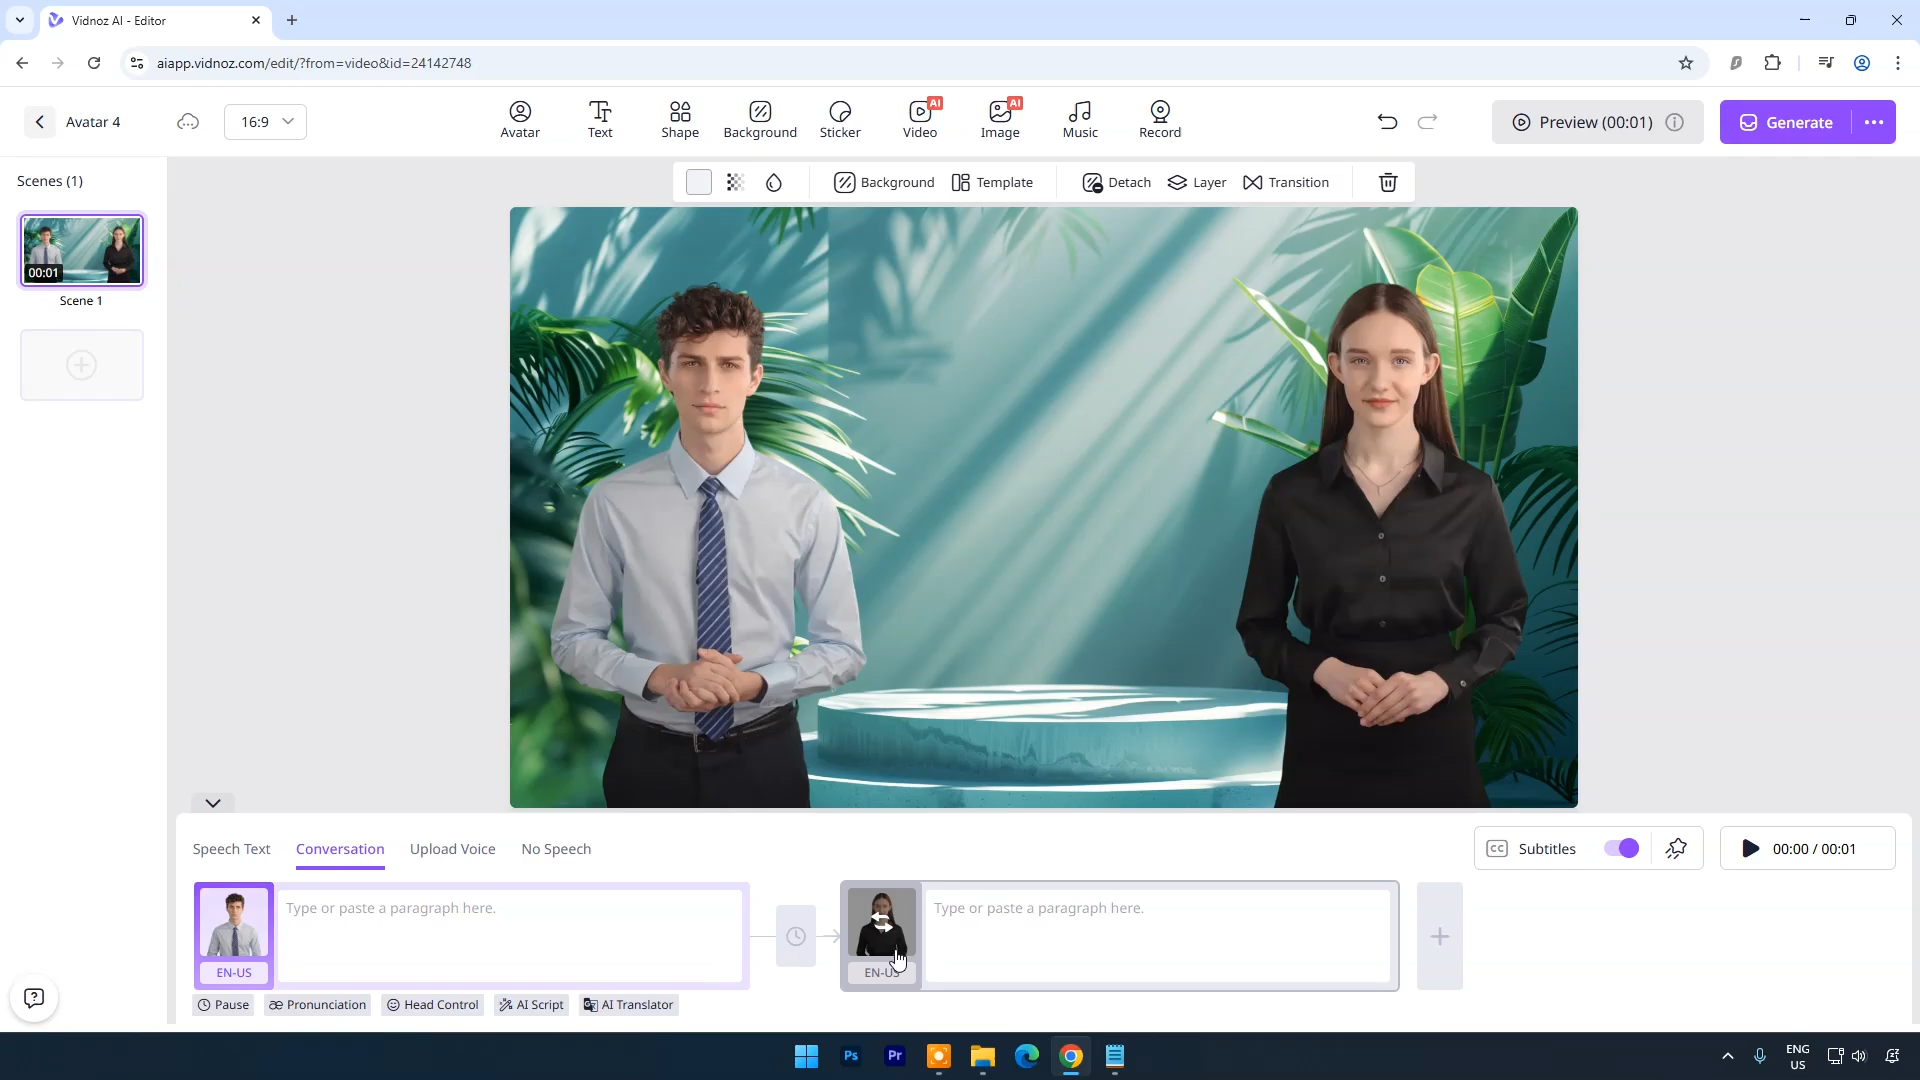 Vidnoz AI - Editor
aiapp.vidnoz.com/edit/?from=video&id=24142748
Avatar 4
16:9
Avatar
Text
Shape
Background
Sticker
AI
Video
AI
Image
Music
Record
Preview (00:01)
Generate
Scenes (1)
Background
Template
Detach
Layer
Transition
00:01
Scene 1
Speech Text
Conversation
Upload Voice
No Speech
CC
Subtitles
00:00 / 00:01
Type or paste a paragraph here.
EN-US
Type or paste a paragraph here.
EN-US
Pause
æ Pronunciation
Head Control
AI Script
AI Translator
Ps
Pr
ENG
US